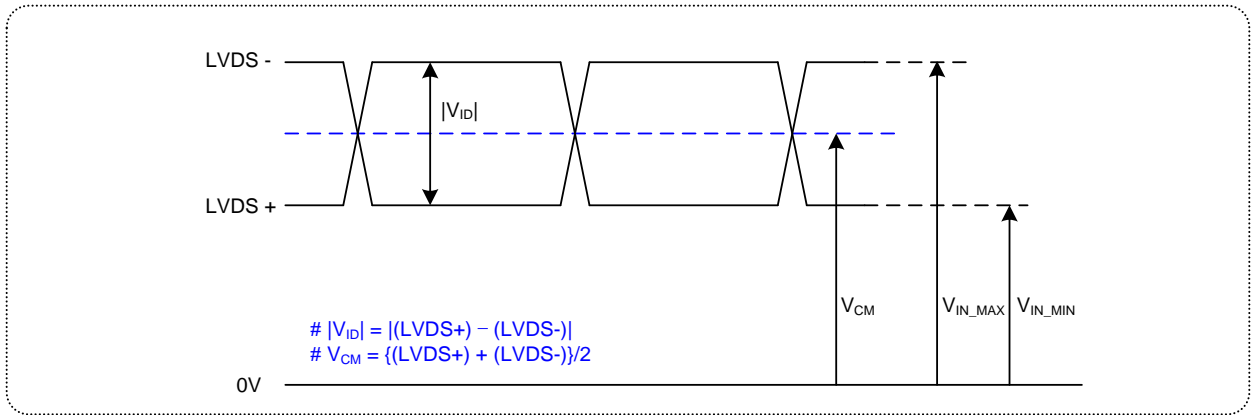 LVDS -
|VID|
LVDS +
VCM
VIN_MAX
VIN_MIN
# |VID| = |(LVDS+) – (LVDS-)|
# VCM = {(LVDS+) + (LVDS-)}/2
0V